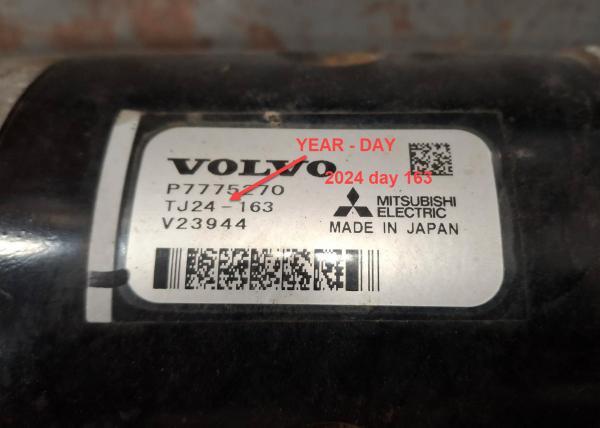 YEAR - DAY
VOLVO
2024 day 163
TJ24-163
V23944
MITSUBISHI
ELECTRIC
MADE IN JAPAN